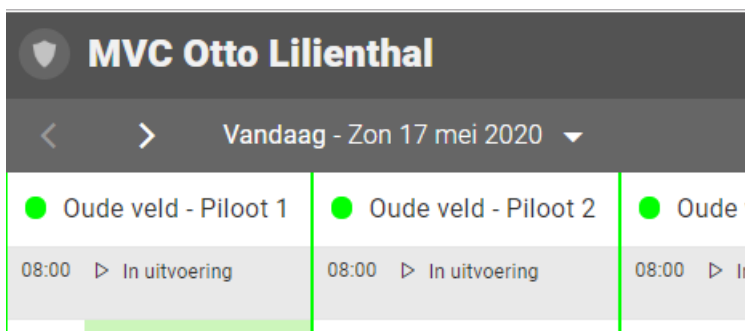 MVC Otto Lilienthal
Vandaag - Zon 17 mei 2020
Oude veld - Piloot 1
Oude veld - Piloot 2
Oude
08:00 In uitvoering
08:00 In uitvoering
08:00